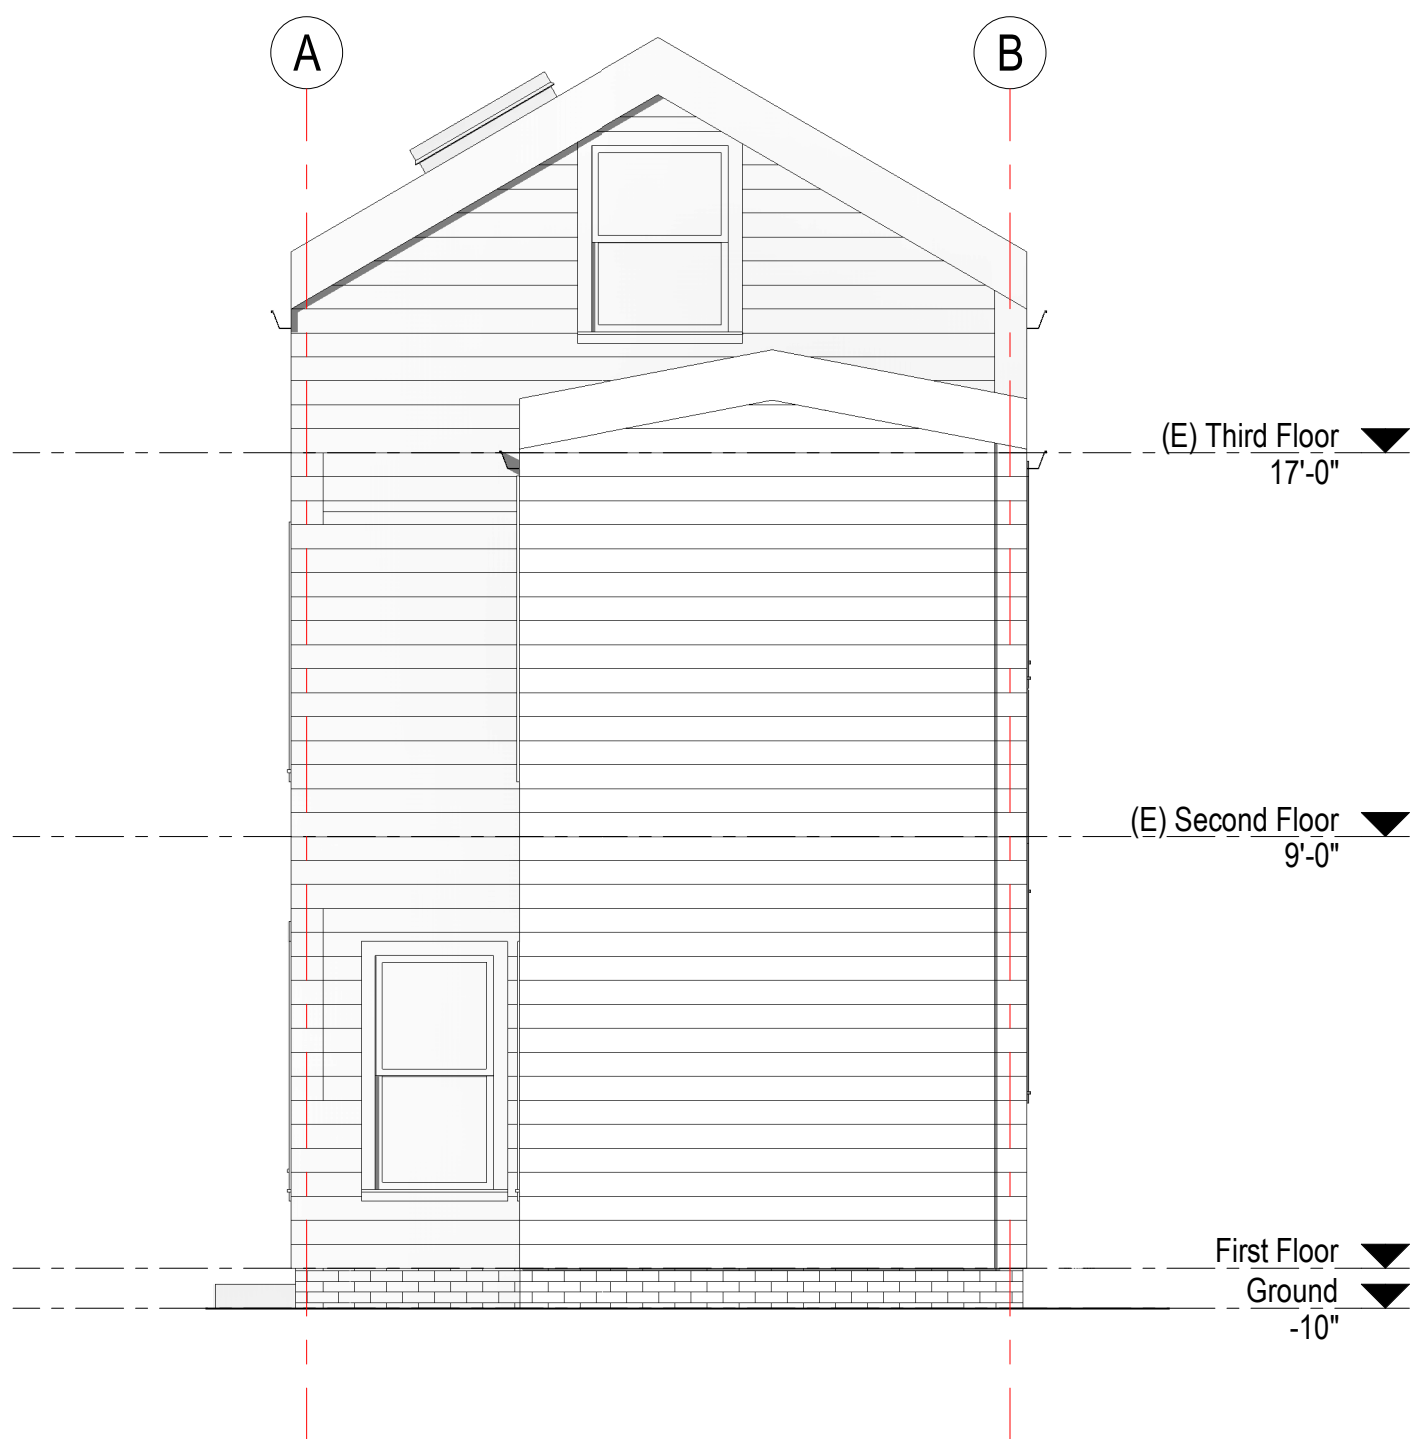 A
B
(E) Third Floor
17'-0"
(E) Second Floor
9'-0"
First Floor
Ground
-10"